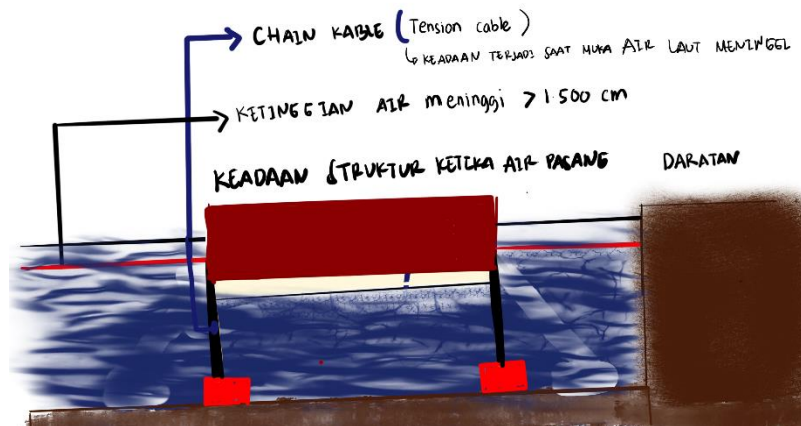 CHAIN KABLE (Tension cable)
↳ KEADAAN TERJADI SAAT MUKA AIR LAUT MENINGGI
KETINGGIAN AIR meninggi > 1.500 cm
KEADAAN STRUKTUR KETIKA AIR PASANG
DARATAN